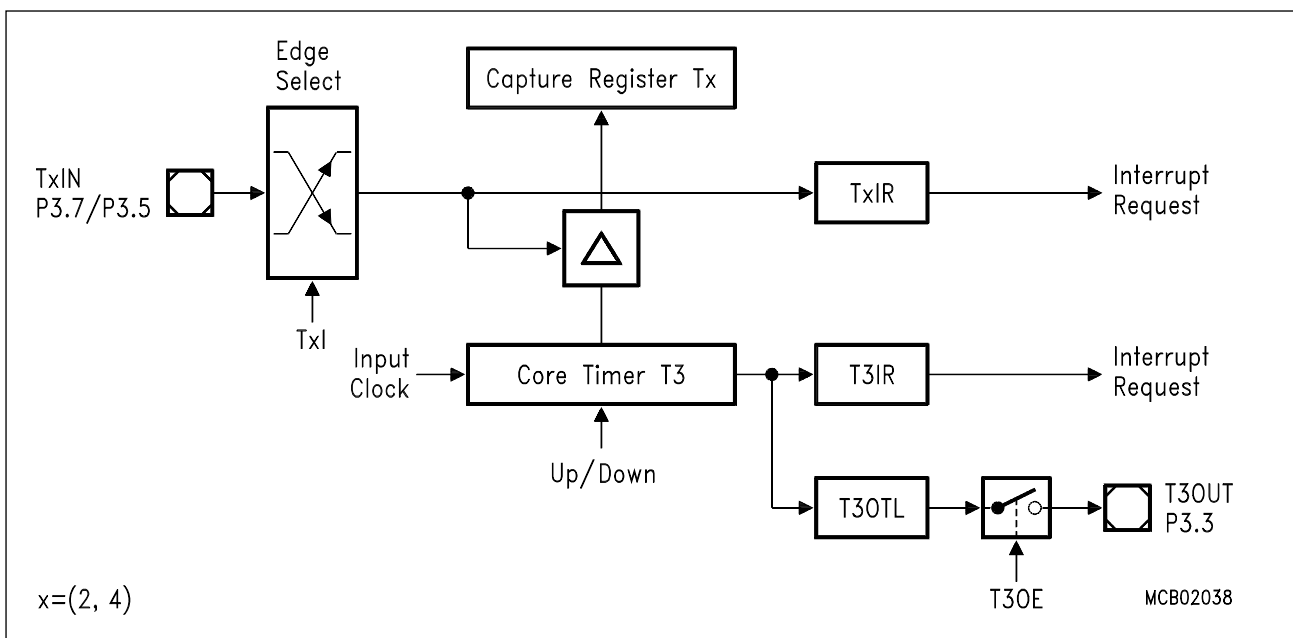 Edge
Select
Capture Register Tx
TxIN
P3.7/P3.5
TxIR
Interrupt
Request
TxI
Input
Clock
Core Timer T3
T3IR
Interrupt
Request
Up/Down
T3OTL
T3OUT
P3.3
T3OE
x=(2, 4)
MCB02038